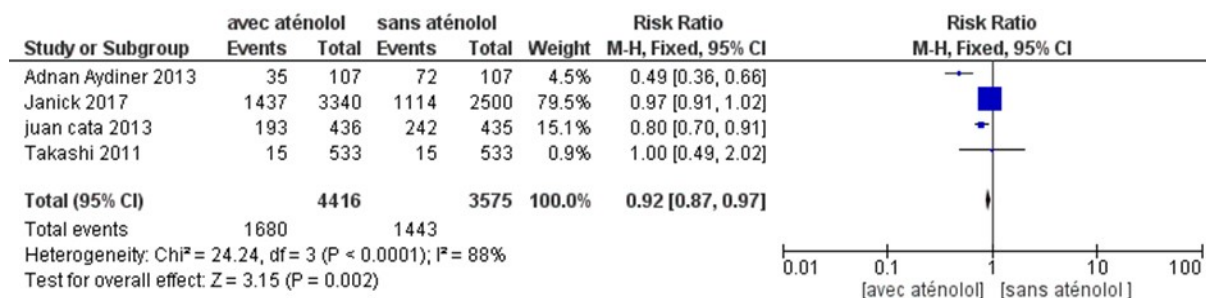 avec aténolol sans aténolol Risk Ratio Risk Ratio
Study or Subgroup Events Total Events Total Weight M-H, Fixed, 95% CI M-H, Fixed, 95% CI
Adnan Aydiner 2013 35 107 72 107 4.5% 0.49 [0.36, 0.66]
Janick 2017 1437 3340 1114 2500 79.5% 0.97 [0.91, 1.02]
juan cata 2013 193 436 242 435 15.1% 0.80 [0.70, 0.91]
Takashi 2011 15 533 15 533 0.9% 1.00 [0.49, 2.02]
Total (95% CI) 4416 3575 100.0% 0.92 [0.87, 0.97]
Total events 1680 1443
Heterogeneity: Chi² = 24.24, df = 3 (P < 0.0001); I² = 88%
Test for overall effect: Z = 3.15 (P = 0.002)
0.01 0.1 1 10 100
[avec aténolol] [sans aténolol ]